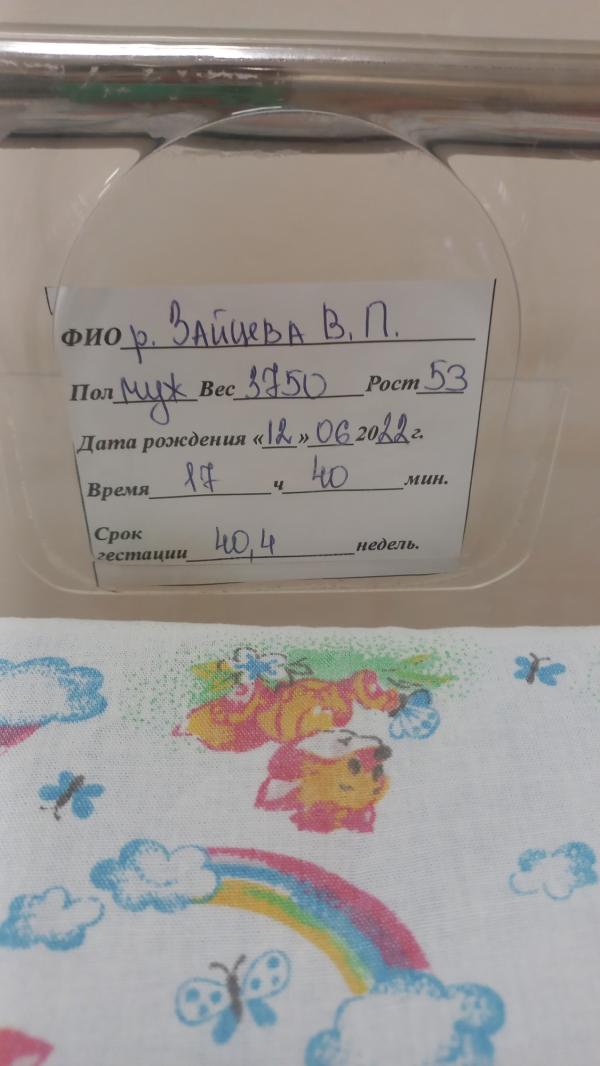 ФИО р. Зайцева В. П.
Пол муж Вес 3750 Рост 53
Дата рождения «12» 06 2022 г.
Время 17 ч 40 мин.
Срок
гестации 40,4 недель.